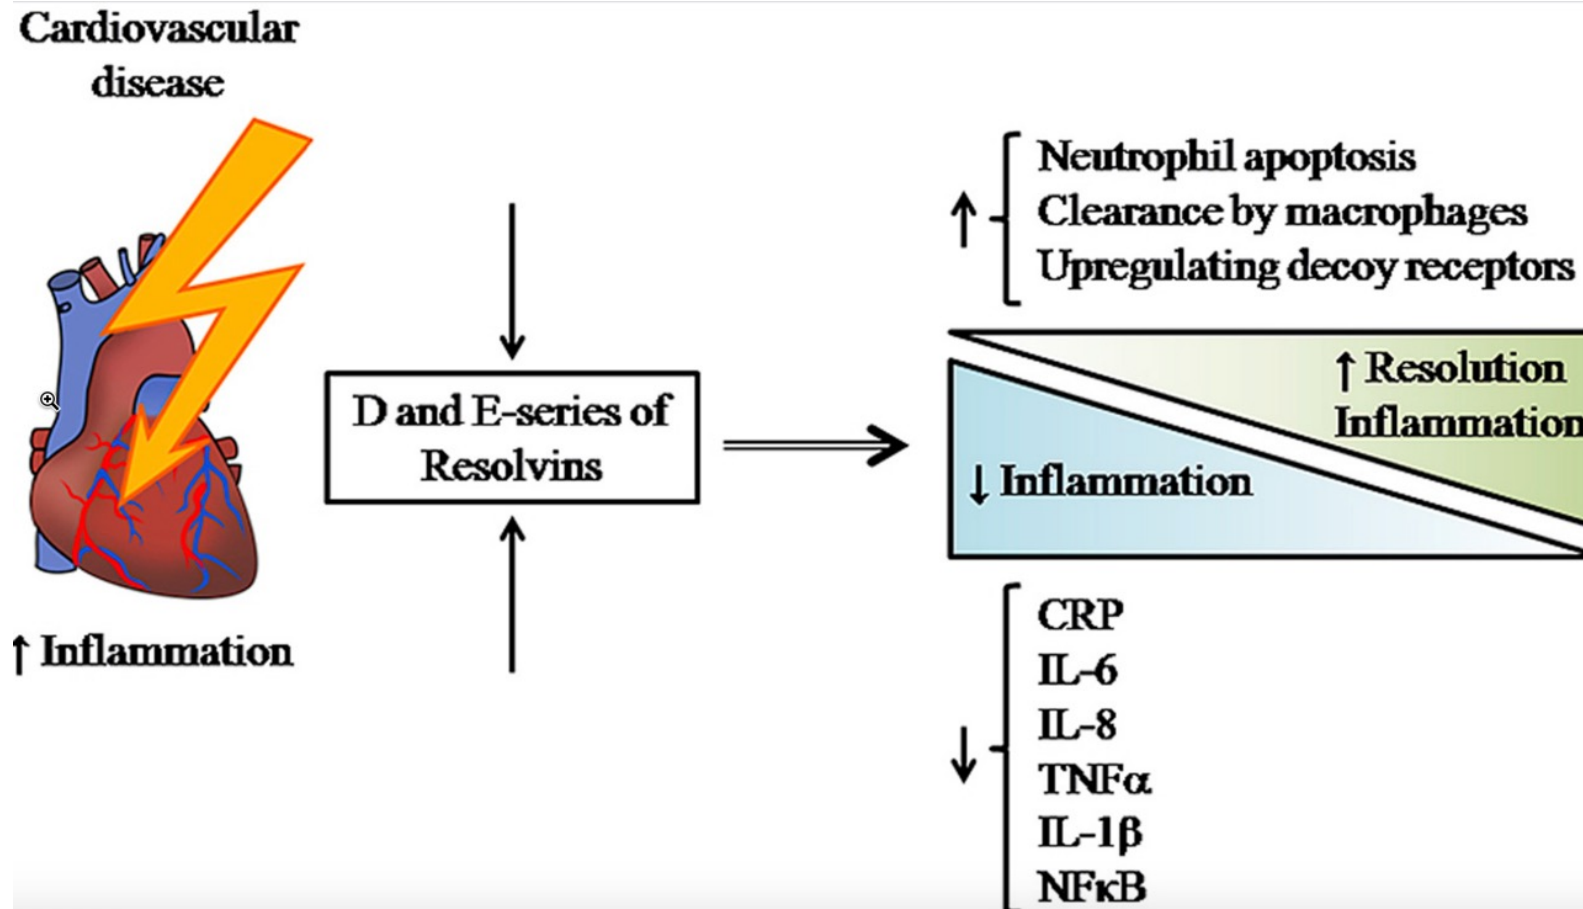 Cardiovascular
disease
↑ Inflammation
D and E-series of
Resolvins
↑
Neutrophil apoptosis
Clearance by macrophages
Upregulating decoy receptors
↑ Resolution
Inflammation
↓ Inflammation
↓
CRP
IL-6
IL-8
TNFα
IL-1β
NFκB